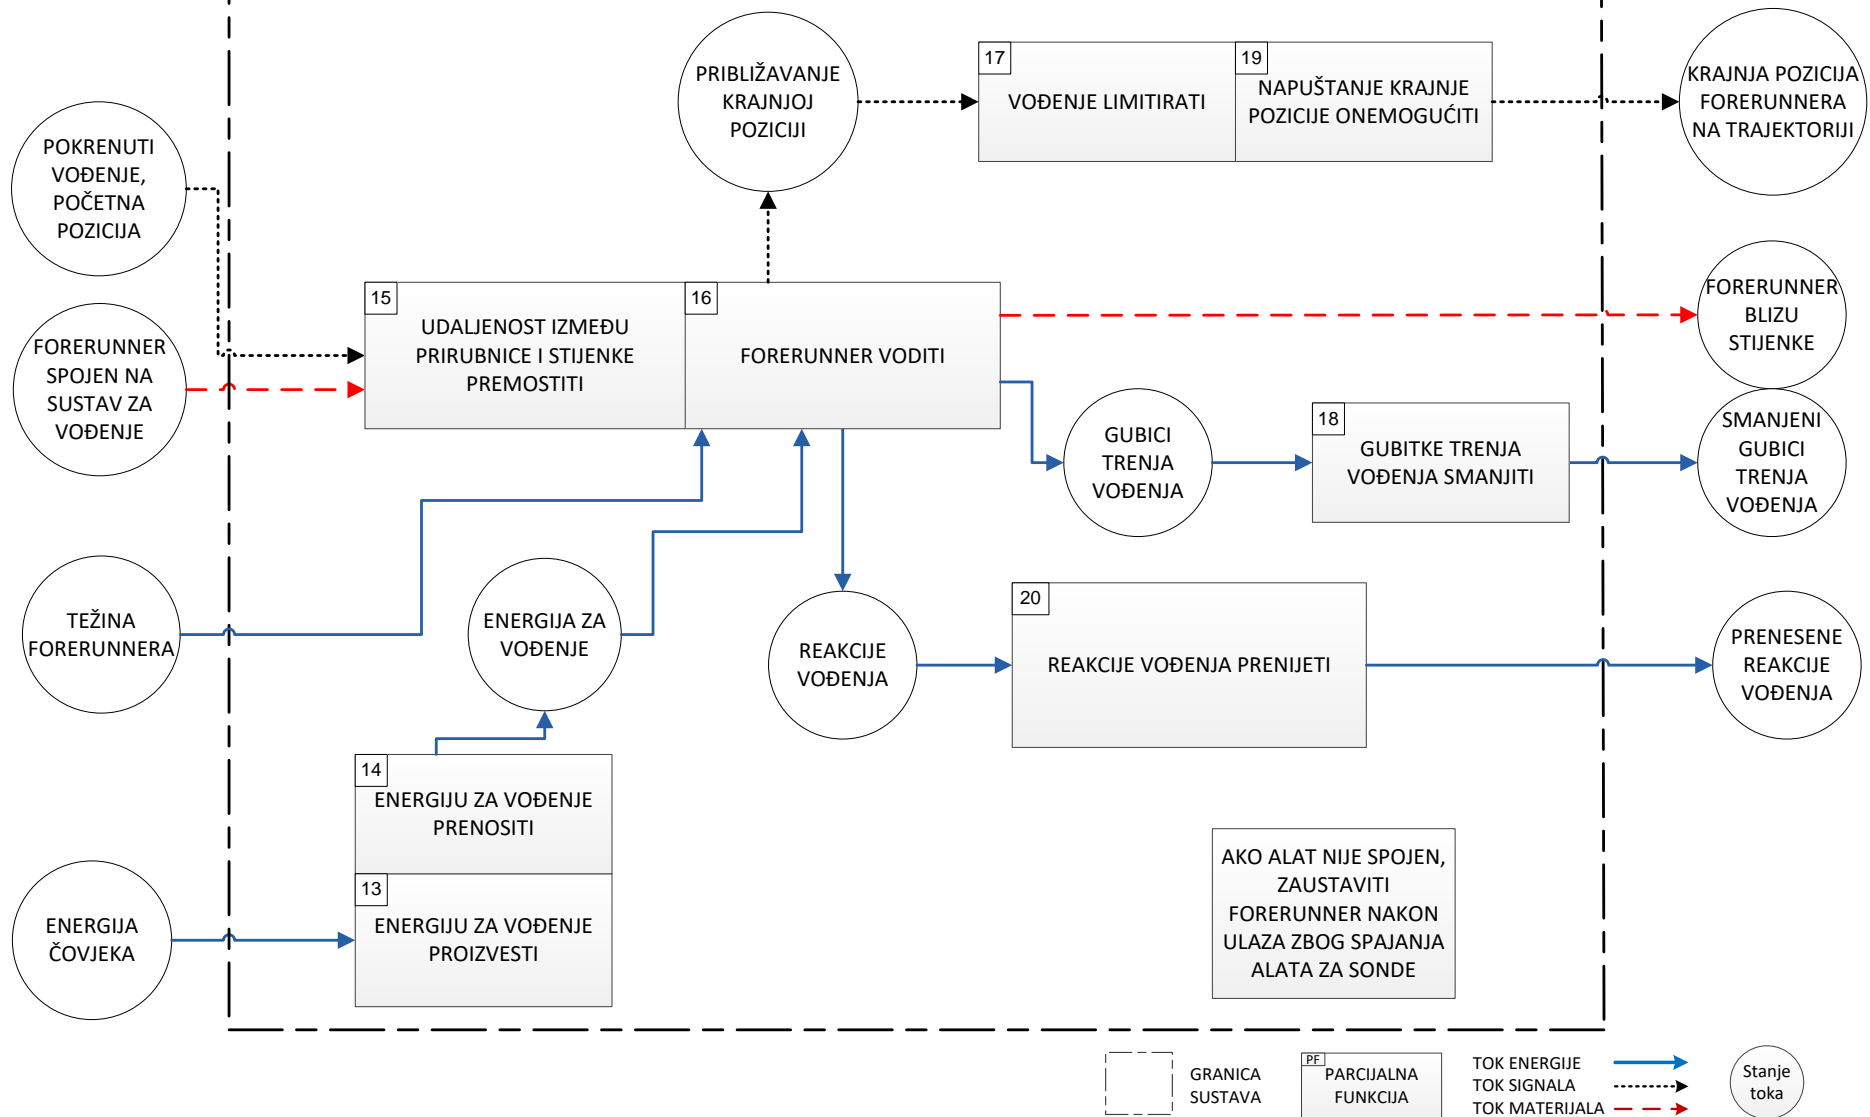 PRIBLIŽAVANJE
KRAJNJOJ
POZICIJI
17
VOĐENJE LIMITIRATI
19
NAPUŠTANJE KRAJNJE
POZICIJE ONEMOGUĆITI
KRAJNJA POZICIJA
FORERUNNERA
NA TRAJEKTORIJI
POKRENUTI
VOĐENJE,
POČETNA
POZICIJA
FORERUNNER
SPOJEN NA
SUSTAV ZA
VOĐENJE
15
UDALJENOST IZMEĐU
PRIRUBNICE I STIJENKE
PREMOSTITI
16
FORERUNNER VODITI
FORERUNNER
BLIZU
STIJENKE
GUBICI
TRENJA
VOĐENJA
18
GUBITKE TRENJA
VOĐENJA SMANJITI
SMANJENI
GUBICI
TRENJA
VOĐENJA
TEŽINA
FORERUNNERA
ENERGIJA ZA
VOĐENJE
REAKCIJE
VOĐENJA
20
REAKCIJE VOĐENJA PRENIJETI
PRENESENE
REAKCIJE
VOĐENJA
14
ENERGIJU ZA VOĐENJE
PRENOSITI
13
ENERGIJU ZA VOĐENJE
PROIZVESTI
ENERGIJA
ČOVJEKA
AKO ALAT NIJE SPOJEN,
ZAUSTAVITI
FORERUNNER NAKON
ULAZA ZBOG SPAJANJA
ALATA ZA SONDE
GRANICA
SUSTAVA
PF
PARCIJALNA
FUNKCIJA
TOK ENERGIJE
TOK SIGNALA
TOK MATERIJALA
Stanje
toka